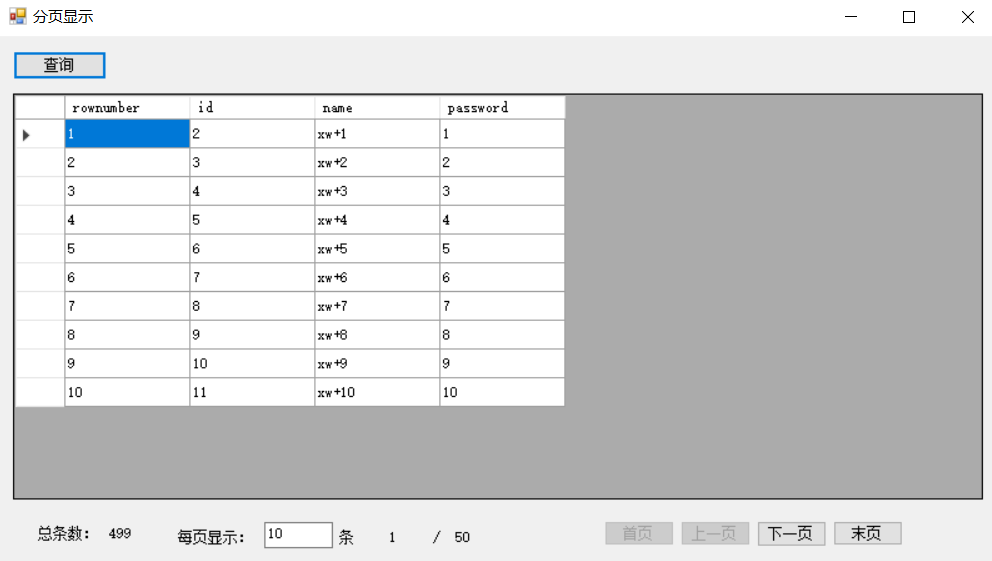 分页显示
查询
rownumber id name password
1 2 xw+1 1
2 3 xw+2 2
3 4 xw+3 3
4 5 xw+4 4
5 6 xw+5 5
6 7 xw+6 6
7 8 xw+7 7
8 9 xw+8 8
9 10 xw+9 9
10 11 xw+10 10
总条数: 499 每页显示: 10 条 1 / 50 首页 上一页 下一页 末页